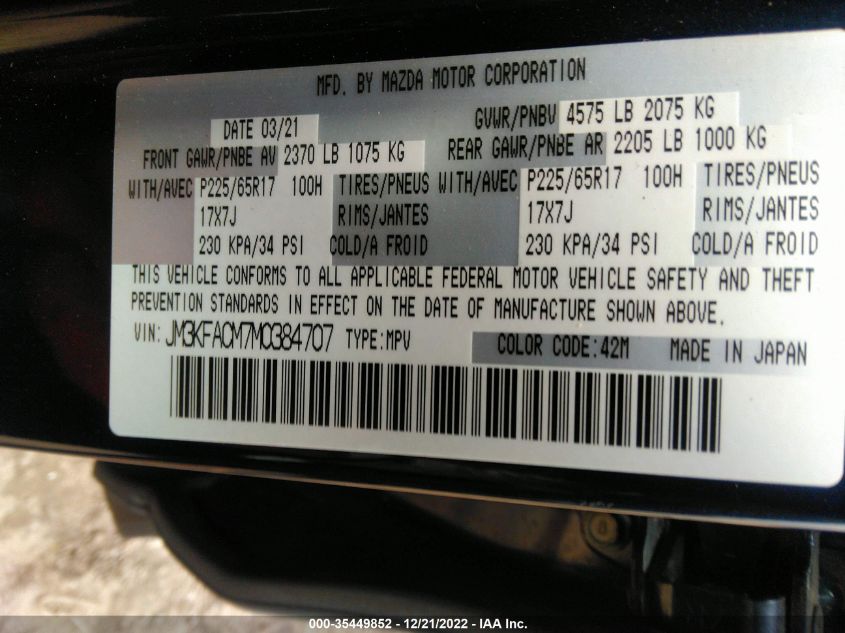 MFD. BY MAZDA MOTOR CORPORATION
DATE 03/21 GVWR/PNBV 4575 LB 2075 KG
FRONT GAWR/PNBE AV 2370 LB 1075 KG REAR GAWR/PNBE AR 2205 LB 1000 KG
WITH/AVEC P225/65R17 100H TIRES/PNEUS WITH/AVEC P225/65R17 100H TIRES/PNEUS
17X7J RIMS/JANTES 17X7J RIMS/JANTES
230 KPA/34 PSI COLD/A FROID 230 KPA/34 PSI COLD/A FROID
THIS VEHICLE CONFORMS TO ALL APPLICABLE FEDERAL MOTOR VEHICLE SAFETY AND THEFT
PREVENTION STANDARDS IN EFFECT ON THE DATE OF MANUFACTURE SHOWN ABOVE.
VIN: JM3KFACM7M0384707 TYPE:MPV COLOR CODE:42M MADE IN JAPAN
000-35449852 - 12/21/2022 - IAA Inc.